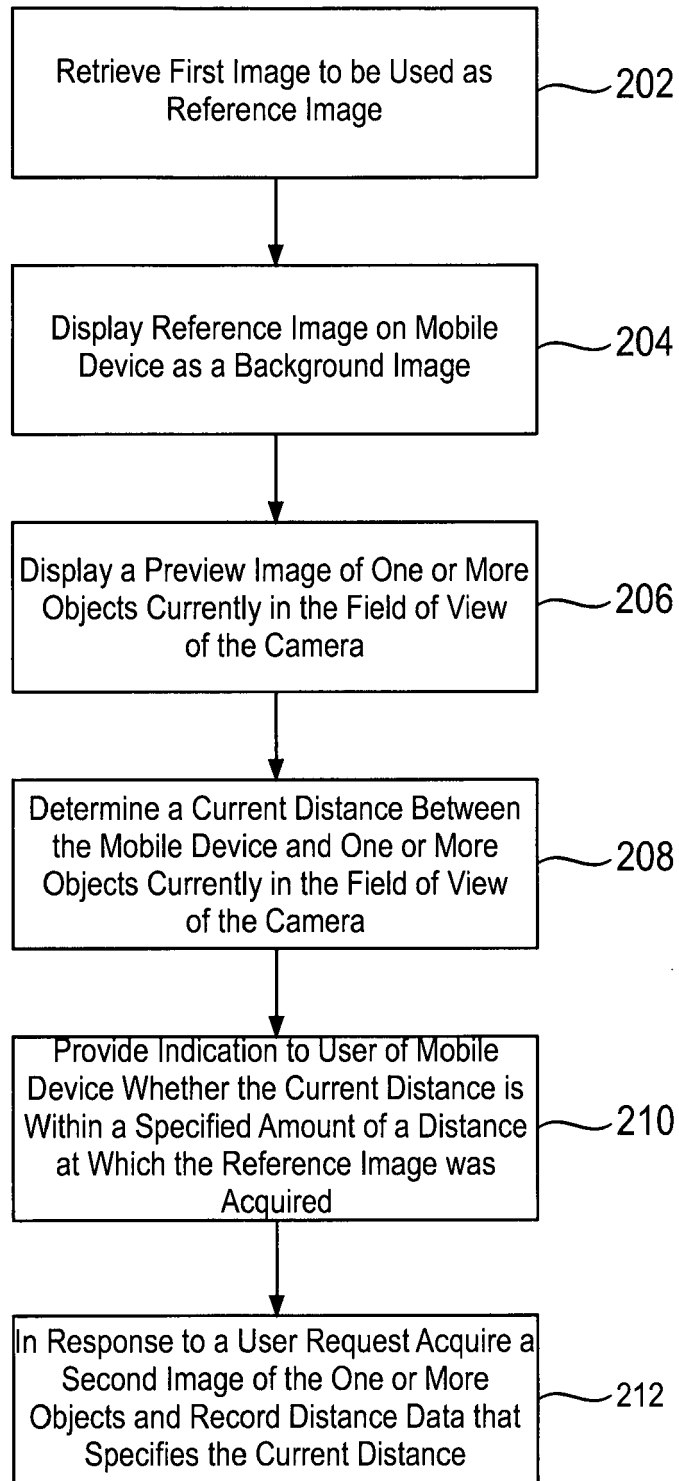 Retrieve First Image to be Used as
Reference Image
202
Display Reference Image on Mobile
Device as a Background Image
204
Display a Preview Image of One or More
Objects Currently in the Field of View
of the Camera
206
Determine a Current Distance Between
the Mobile Device and One or More
Objects Currently in the Field of View
of the Camera
208
Provide Indication to User of Mobile
Device Whether the Current Distance is
Within a Specified Amount of a Distance
at Which the Reference Image was
Acquired
210
In Response to a User Request Acquire a
Second Image of the One or More
Objects and Record Distance Data that
Specifies the Current Distance
212